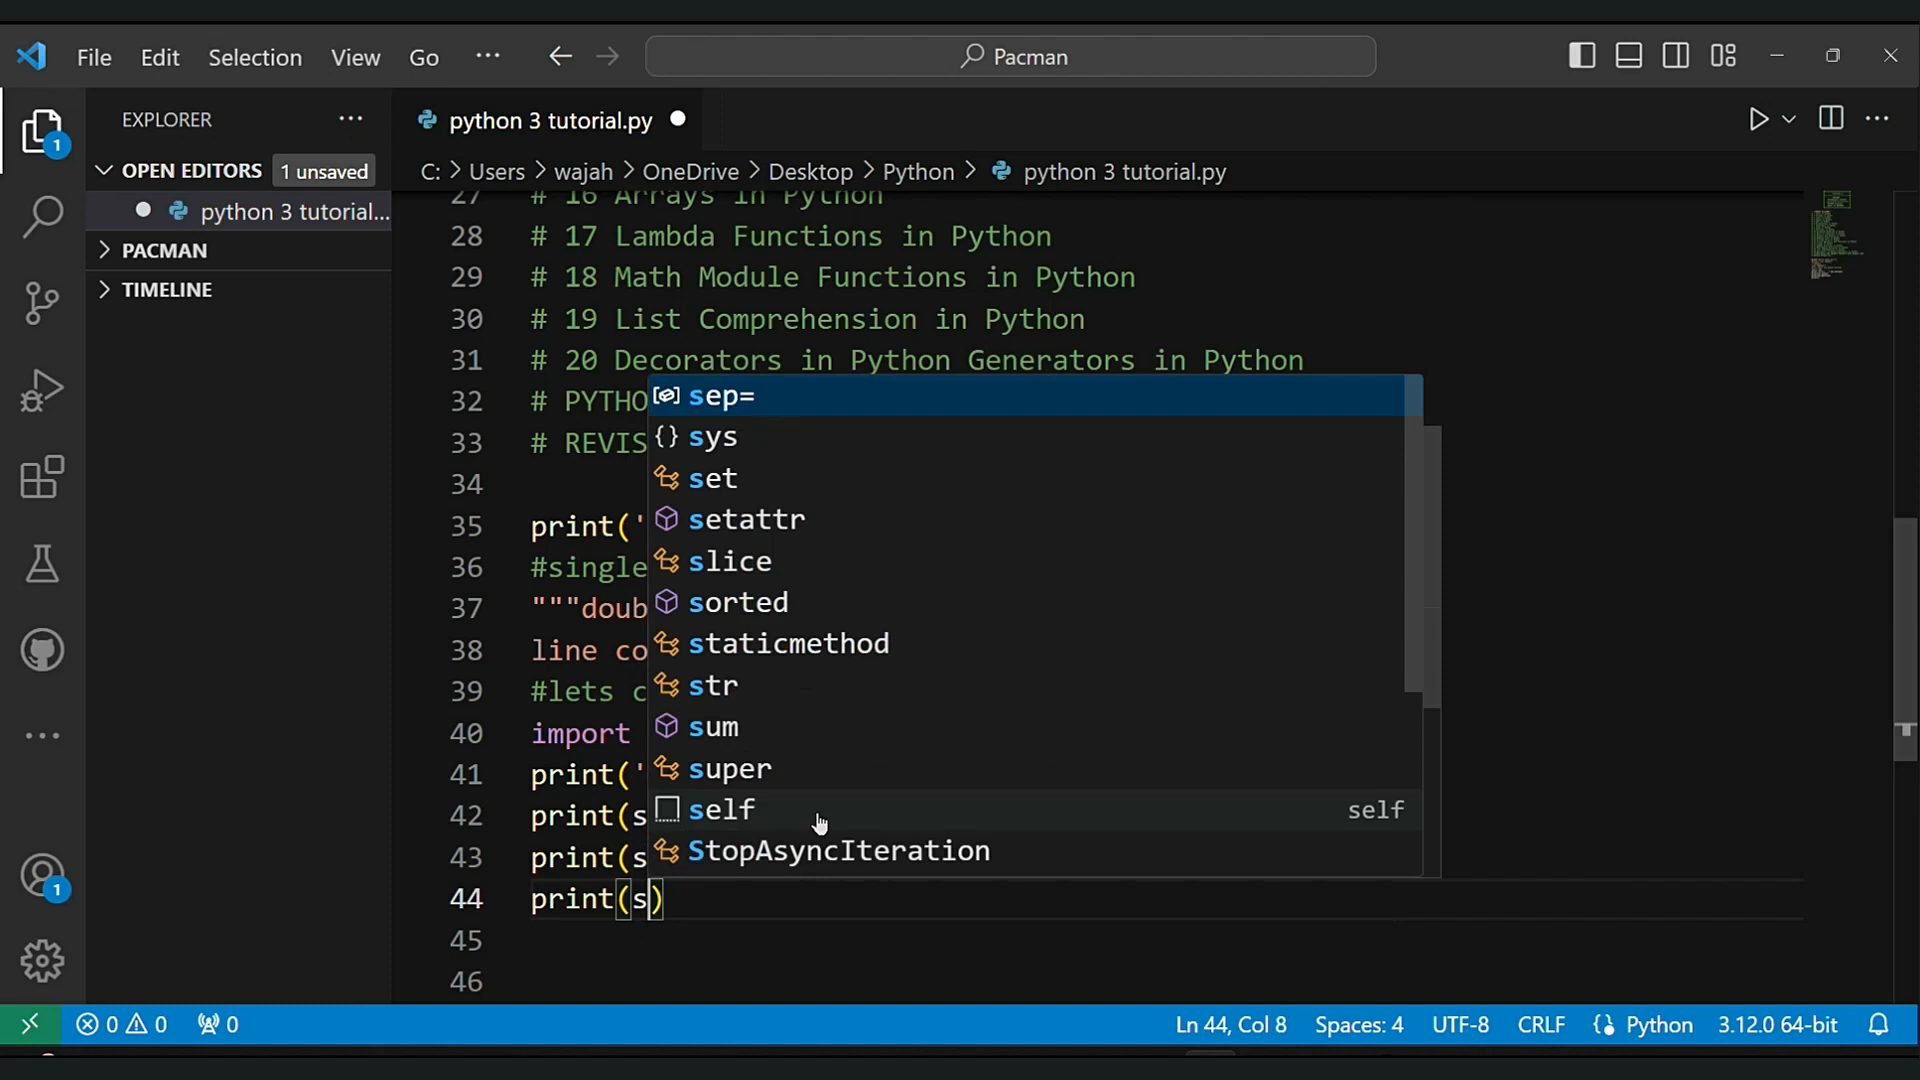 File Edit Selection View Go ··· Pacman
EXPLORER ···
python 3 tutorial.py
OPEN EDITORS 1 unsaved
C: > Users > wajah > OneDrive > Desktop > Python > python 3 tutorial.py
python 3 tutorial...
PACMAN
TIMELINE
1
27 # 16 Arrays in Python
28 # 17 Lambda Functions in Python
29 # 18 Math Module Functions in Python
30 # 19 List Comprehension in Python
31 # 20 Decorators in Python Generators in Python
32 # PYTHO
33 # REVIS
34
35 print('
36 #single
37 """doub
38 line co
39 #lets c
40 import
41 print('
42 print(s
43 print(s
44 print(s)
45
46
sep=
sys
set
setattr
slice
sorted
staticmethod
str
sum
super
self self
StopAsyncIteration
1
0 0 0 Ln 44, Col 8 Spaces: 4 UTF-8 CRLF Python 3.12.0 64-bit